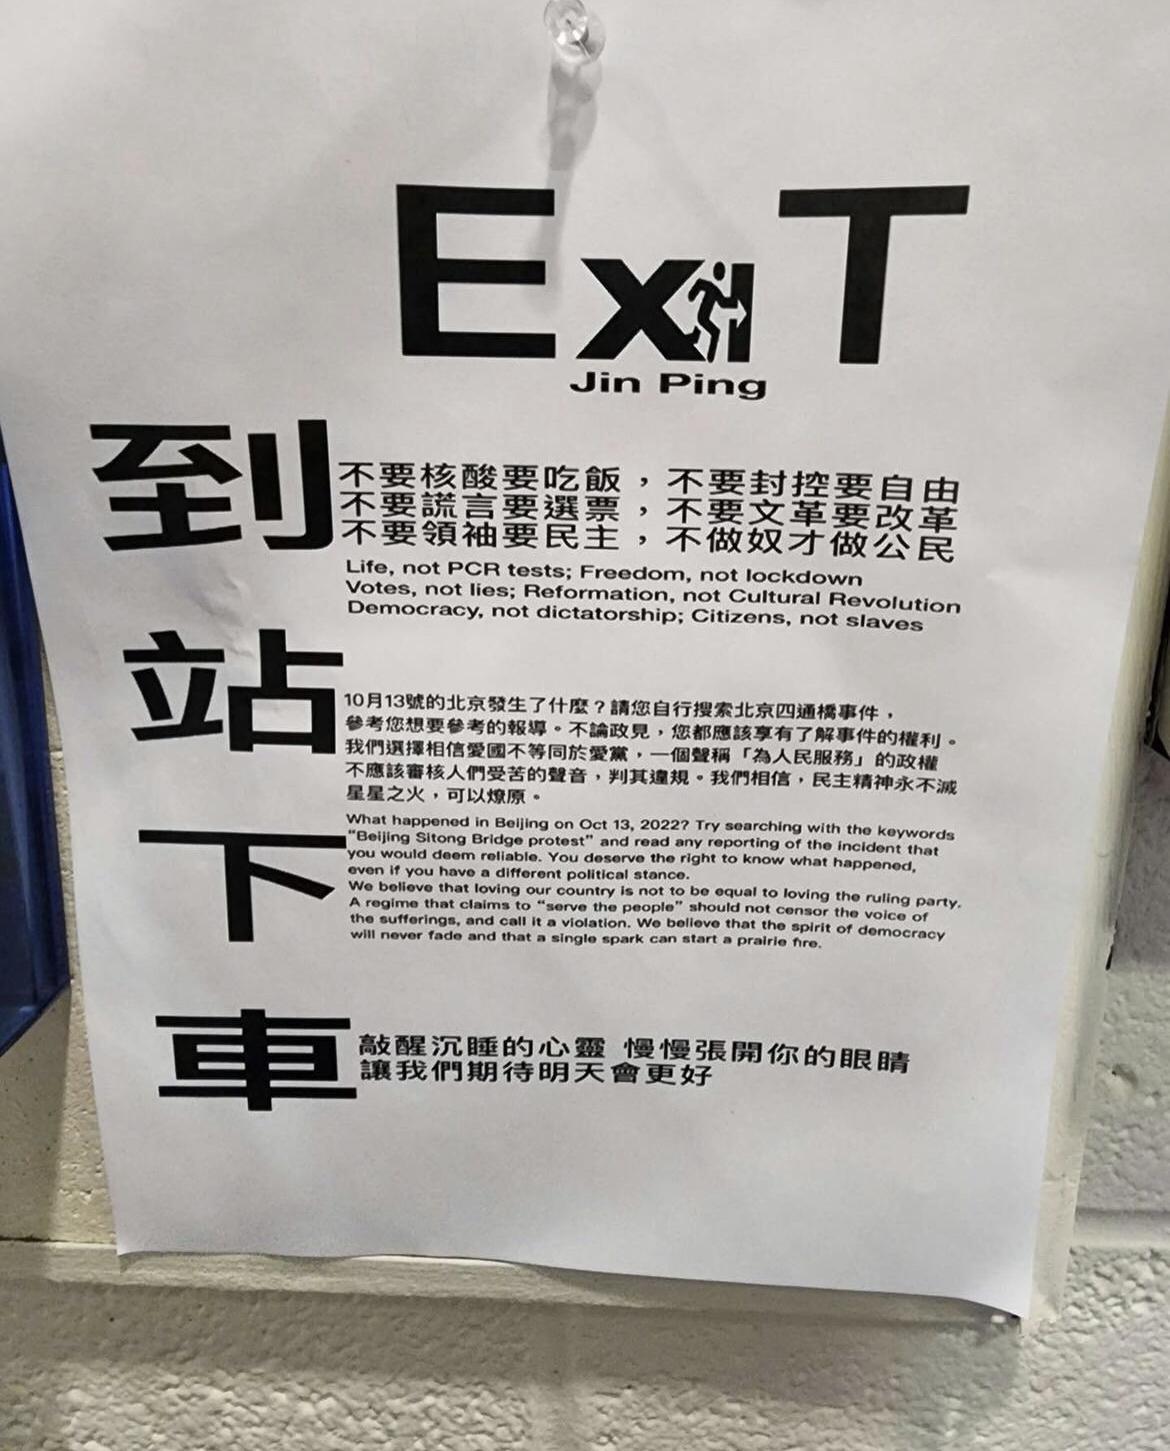 ExiT
Jin Ping
到站下車
不要核酸要吃飯，不要封控要自由
不要謊言要選票，不要文革要改革
不要領袖要民主，不做奴才做公民
Life, not PCR tests; Freedom, not lockdown
Votes, not lies; Reformation, not Cultural Revolution
Democracy, not dictatorship; Citizens, not slaves
10月13號的北京發生了什麼？請您自行搜索北京四通橋事件，
參考您想要參考的報導。不論政見，您都應該享有了解事件的權利。
我們選擇相信愛國不等同於愛黨，一個聲稱「為人民服務」的政權
不應該審核人們受苦的聲音，判其違規。我們相信，民主精神永不滅
星星之火，可以燎原。
What happened in Beijing on Oct 13, 2022? Try searching with the keywords
“Beijing Sitong Bridge protest” and read any reporting of the incident that
you would deem reliable. You deserve the right to know what happened,
even if you have a different political stance.
We believe that loving our country is not to be equal to loving the ruling party.
A regime that claims to “serve the people” should not censor the voice of
the sufferings, and call it a violation. We believe that the spirit of democracy
will never fade and that a single spark can start a prairie fire.
敲醒沉睡的心靈 慢慢張開你的眼睛
讓我們期待明天會更好